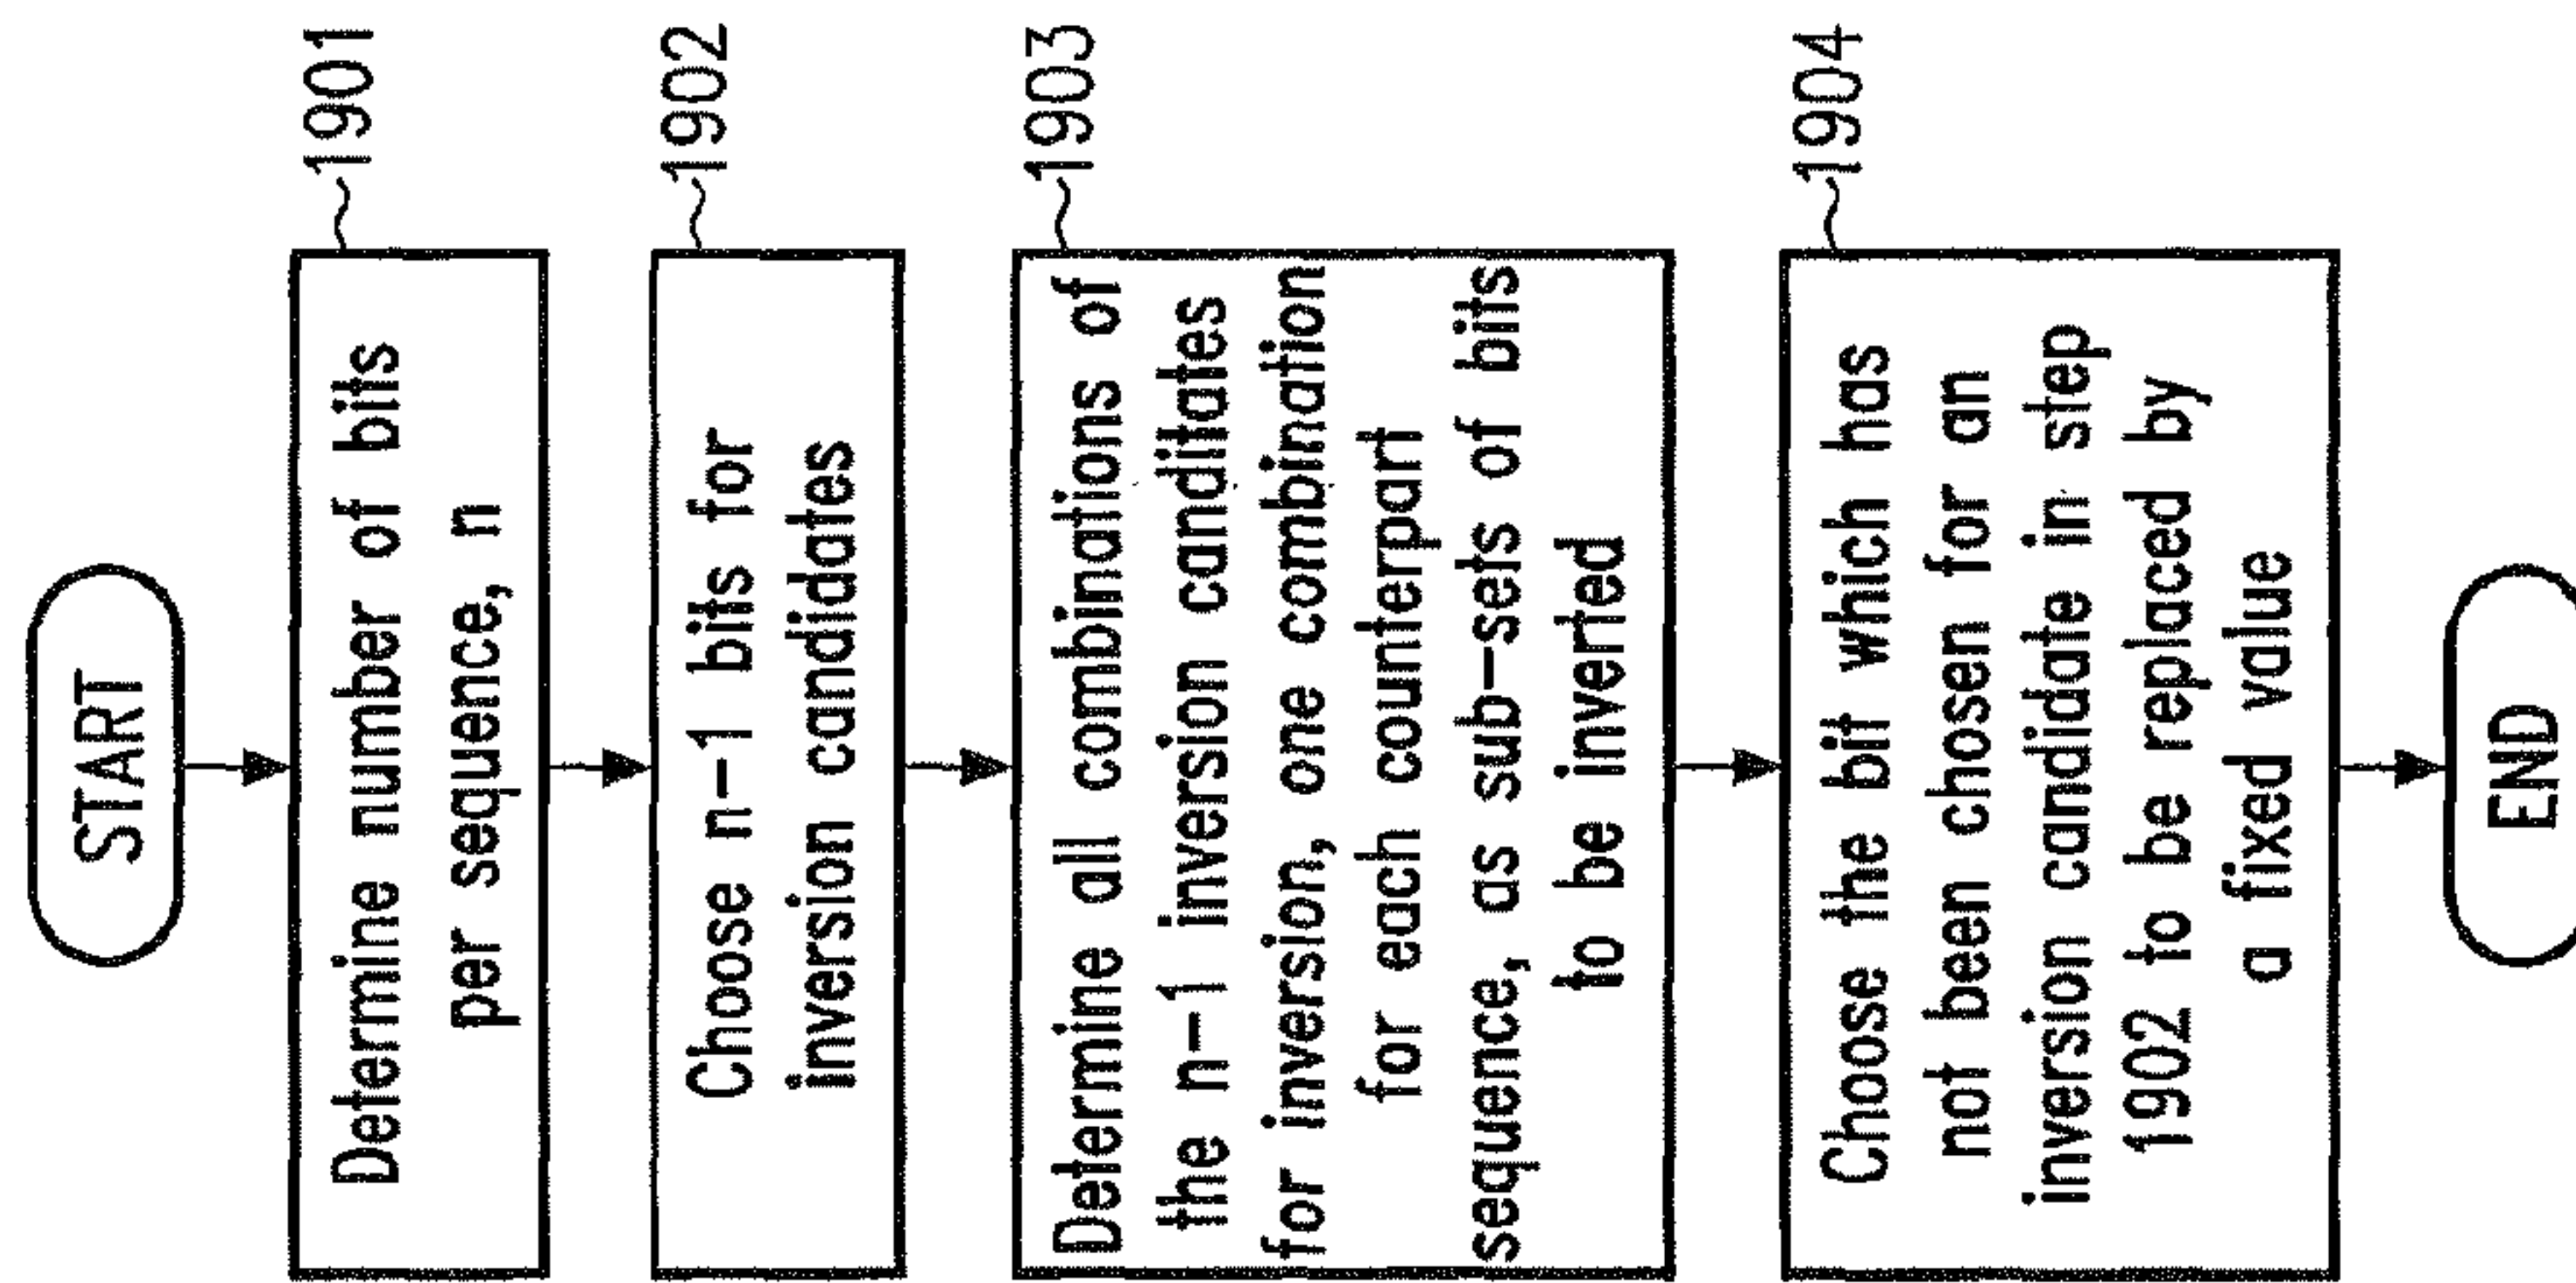 START
1901
Determine number of bits
per sequence, n
1902
Choose n-1 bits for
inversion candidates
1903
Determine all combinations of
the n-1 inversion canditates
for inversion, one combination
for each counterpart
sequence, as sub-sets of bits
to be inverted
1904
Choose the bit which has
not been chosen for an
inversion candidate in step
1902 to be replaced by
a fixed value
END